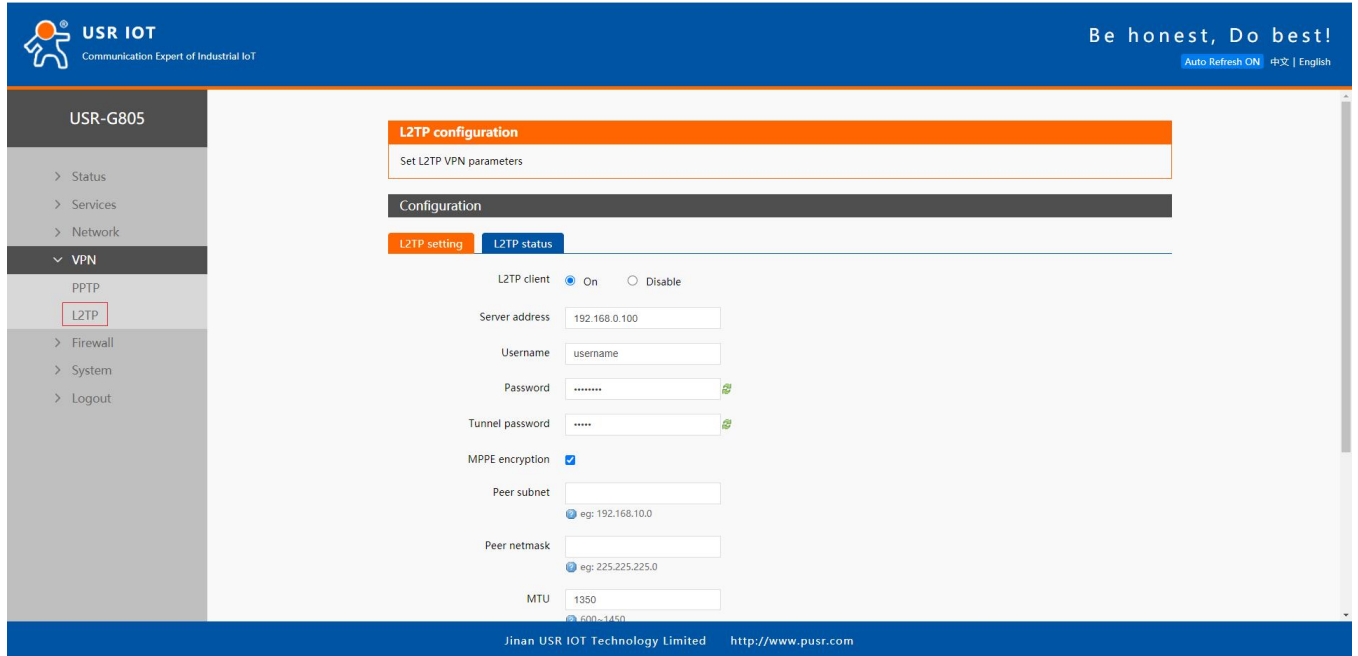 USR IOT
Communication Expert of Industrial IoT
Be honest, Do best!
Auto Refresh ON 中文 | English
USR-G805
Status
Services
Network
VPN
PPTP
L2TP
Firewall
System
Logout
L2TP configuration
Set L2TP VPN parameters
Configuration
L2TP setting L2TP status
L2TP client On Disable
Server address 192.168.0.100
Username username
Password ••••••••
Tunnel password •••••
MPPE encryption
Peer subnet
eg: 192.168.10.0
Peer netmask
eg: 225.225.225.0
MTU 1350
600~1450
Jinan USR IOT Technology Limited http://www.pusr.com